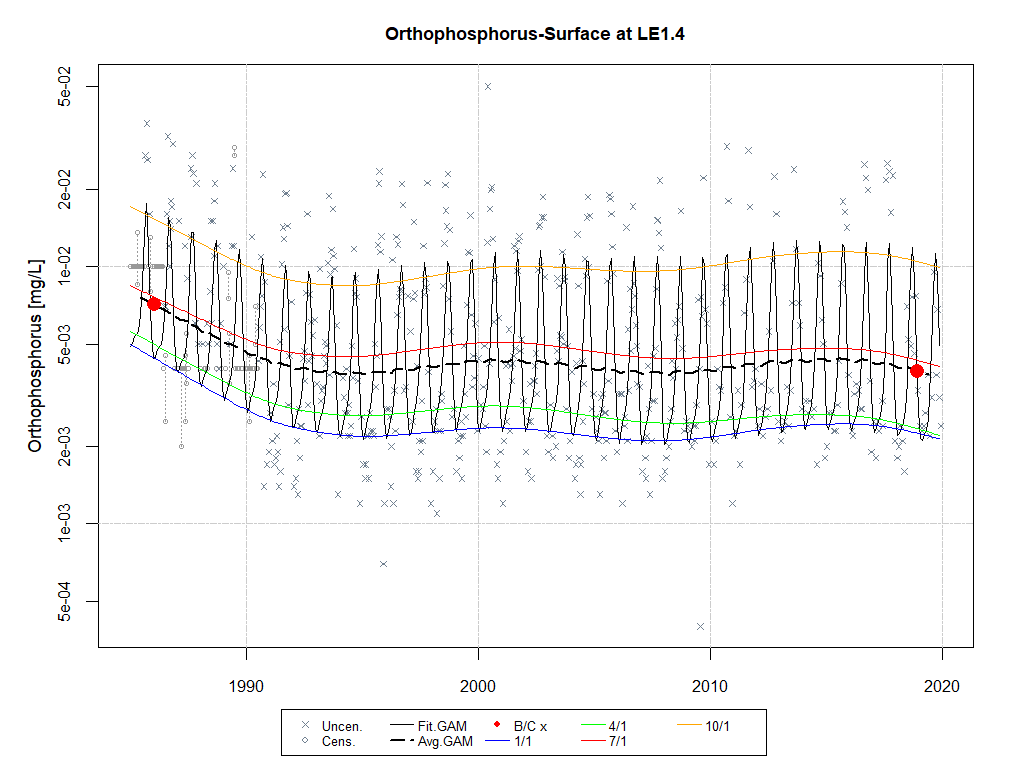 Orthophosphorus-Surface at LE1.4
Orthophosphorus [mg/L]
5e-02
2e-02
1e-02
5e-03
2e-03
1e-03
5e-04
1990 2000 2010 2020
Uncen. Fit.GAM B/C x 4/1 10/1
Cens. Avg.GAM 1/1 7/1